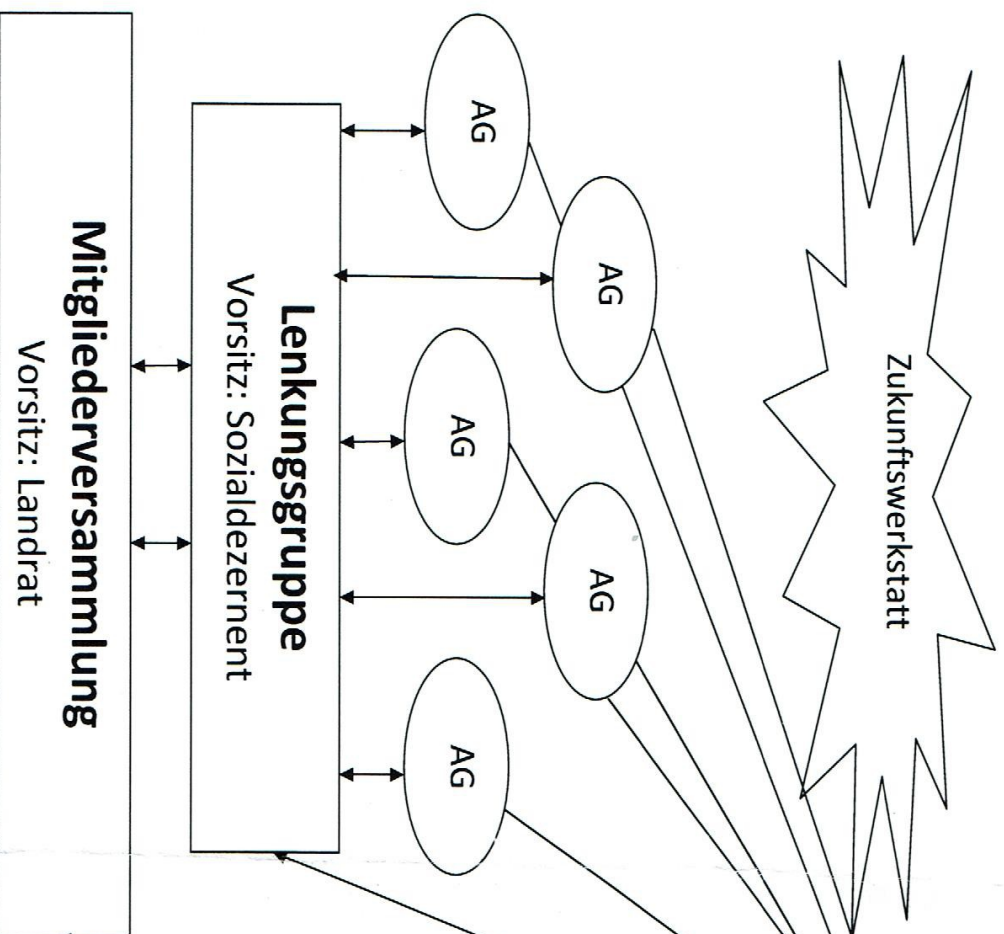 Zukunftswerkstatt
AG
AG
AG
AG
AG
Lenkungsgruppe
Vorsitz: Sozialdezernent
Mitgliederversammlung
Vorsitz: Landrat